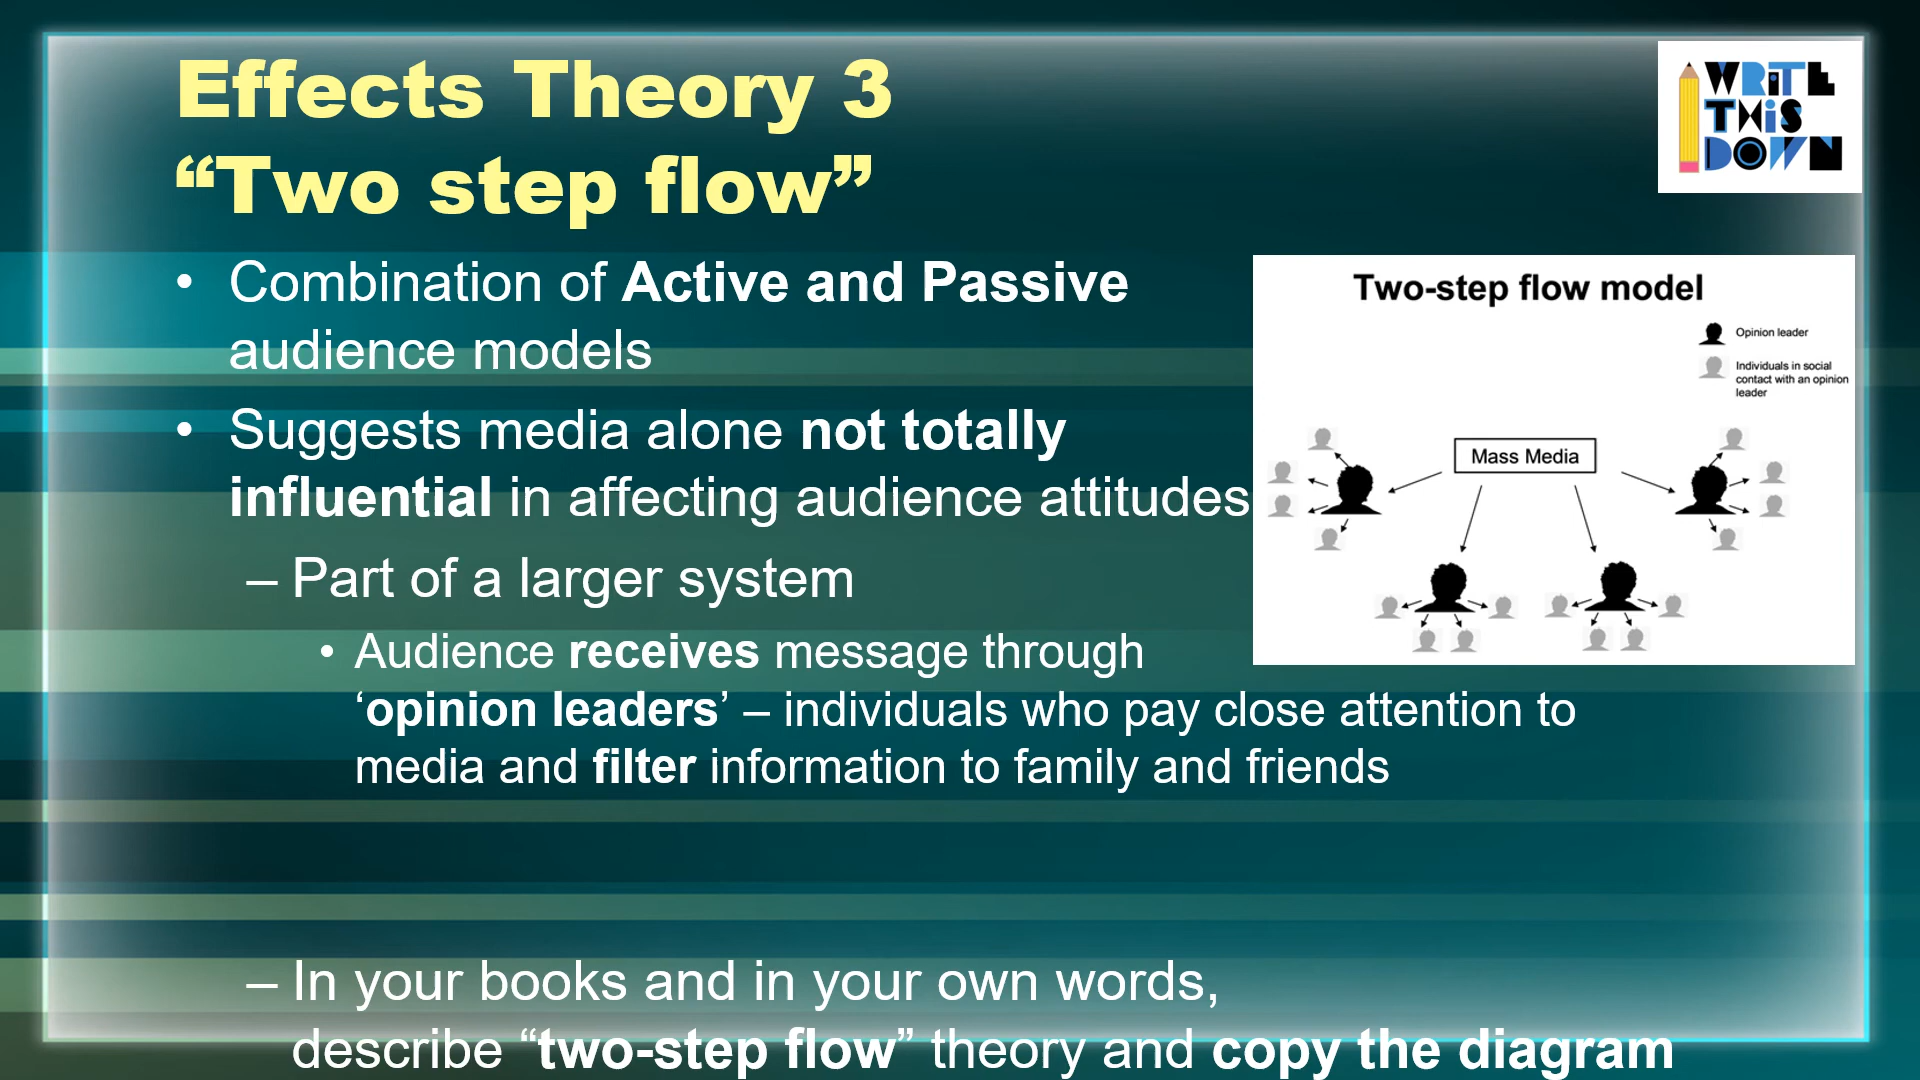 Effects Theory 3
“Two step flow”
WRiTE
THiS
DOWN
• Combination of Active and Passive
audience models
• Suggests media alone not totally
influential in affecting audience attitudes
– Part of a larger system
• Audience receives message through
‘opinion leaders’ – individuals who pay close attention to
media and filter information to family and friends
Two-step flow model
Opinion leader
Individuals in social
contact with an opinion
leader
Mass Media
– In your books and in your own words,
describe “two-step flow” theory and copy the diagram